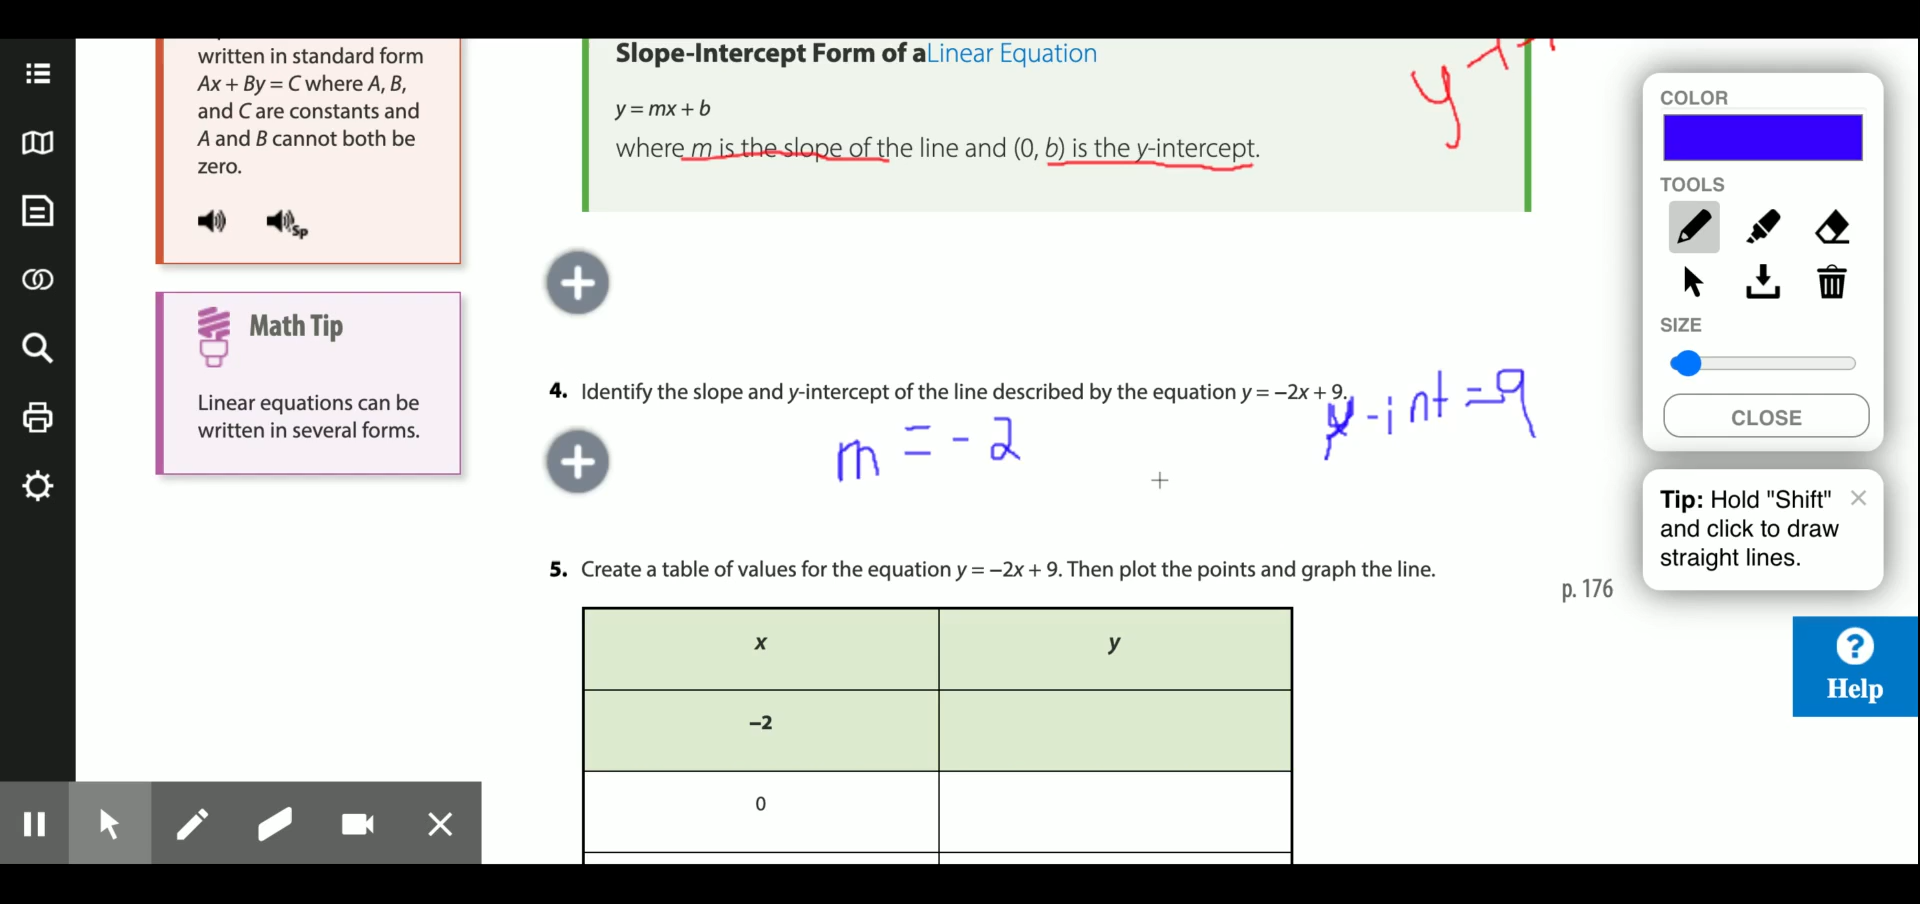 written in standard form
Ax + By = C where A, B,
and C are constants and
A and B cannot both be
zero.
Sp
Math Tip
Linear equations can be
written in several forms.
Slope-Intercept Form of a Linear Equation
y = mx + b
where m is the slope of the line and (0, b) is the y-intercept.
y
4. Identify the slope and y-intercept of the line described by the equation y = −2x + 9.
m = -2
y-int = 9
5. Create a table of values for the equation y = −2x + 9. Then plot the points and graph the line.
p. 176
x y
−2
0
COLOR
TOOLS
SIZE
CLOSE
Tip: Hold "Shift"
and click to draw
straight lines.
?
Help